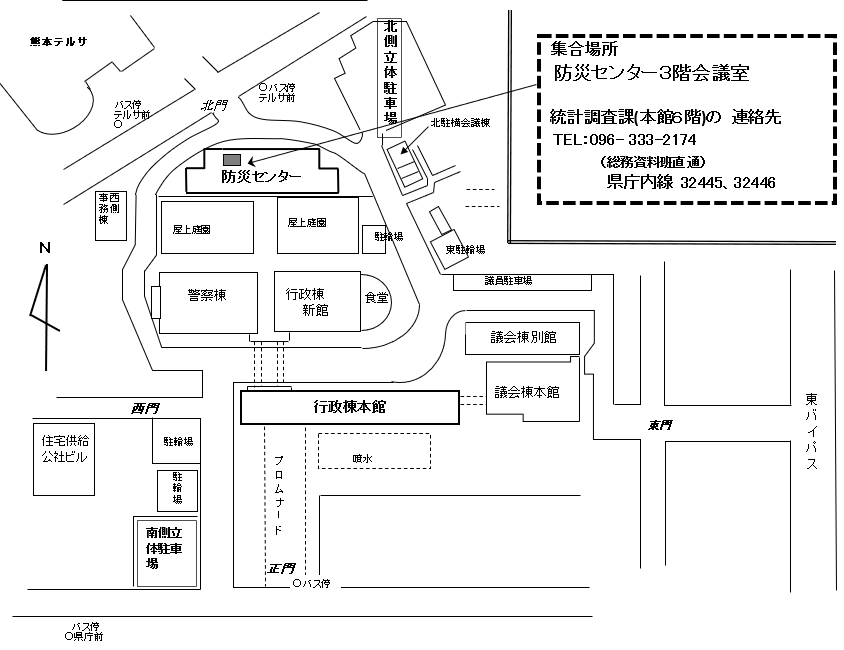 熊本テルサ
バス停
テルサ前
北門
バス停
テルサ前
北側立体駐車場
集合場所
防災センター3階会議室
統計調査課(本館6階)の 連絡先
TEL:096-333-2174
(総務資料班直通)
県庁内線 32445、32446
北駐横会議棟
防災センター
西側
事務棟
屋上庭園
屋上庭園
駐輪場
東駐輪場
N
警察棟
行政棟
新館
食堂
議員駐車場
議会棟別館
議会棟本館
西門
行政棟本館
東門
東バイパス
住宅供給
公社ビル
駐輪場
駐輪場
プロムナード
噴水
南側立
体駐車
場
正門
バス停
バス停
県庁前